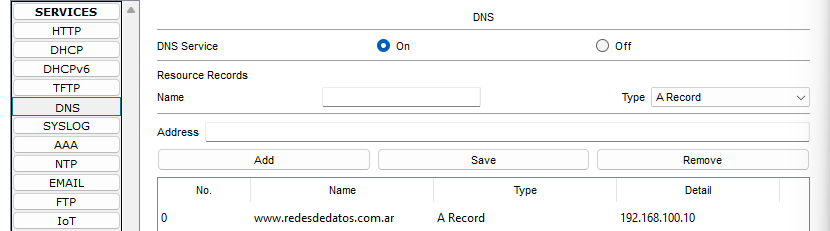 SERVICES
HTTP
DHCP
DHCPv6
TFTP
DNS
SYSLOG
AAA
NTP
EMAIL
FTP
IoT
DNS
DNS Service On Off
Resource Records
Name Type A Record
Address
Add Save Remove
No. Name Type Detail
0 www.redesdedatos.com.ar A Record 192.168.100.10